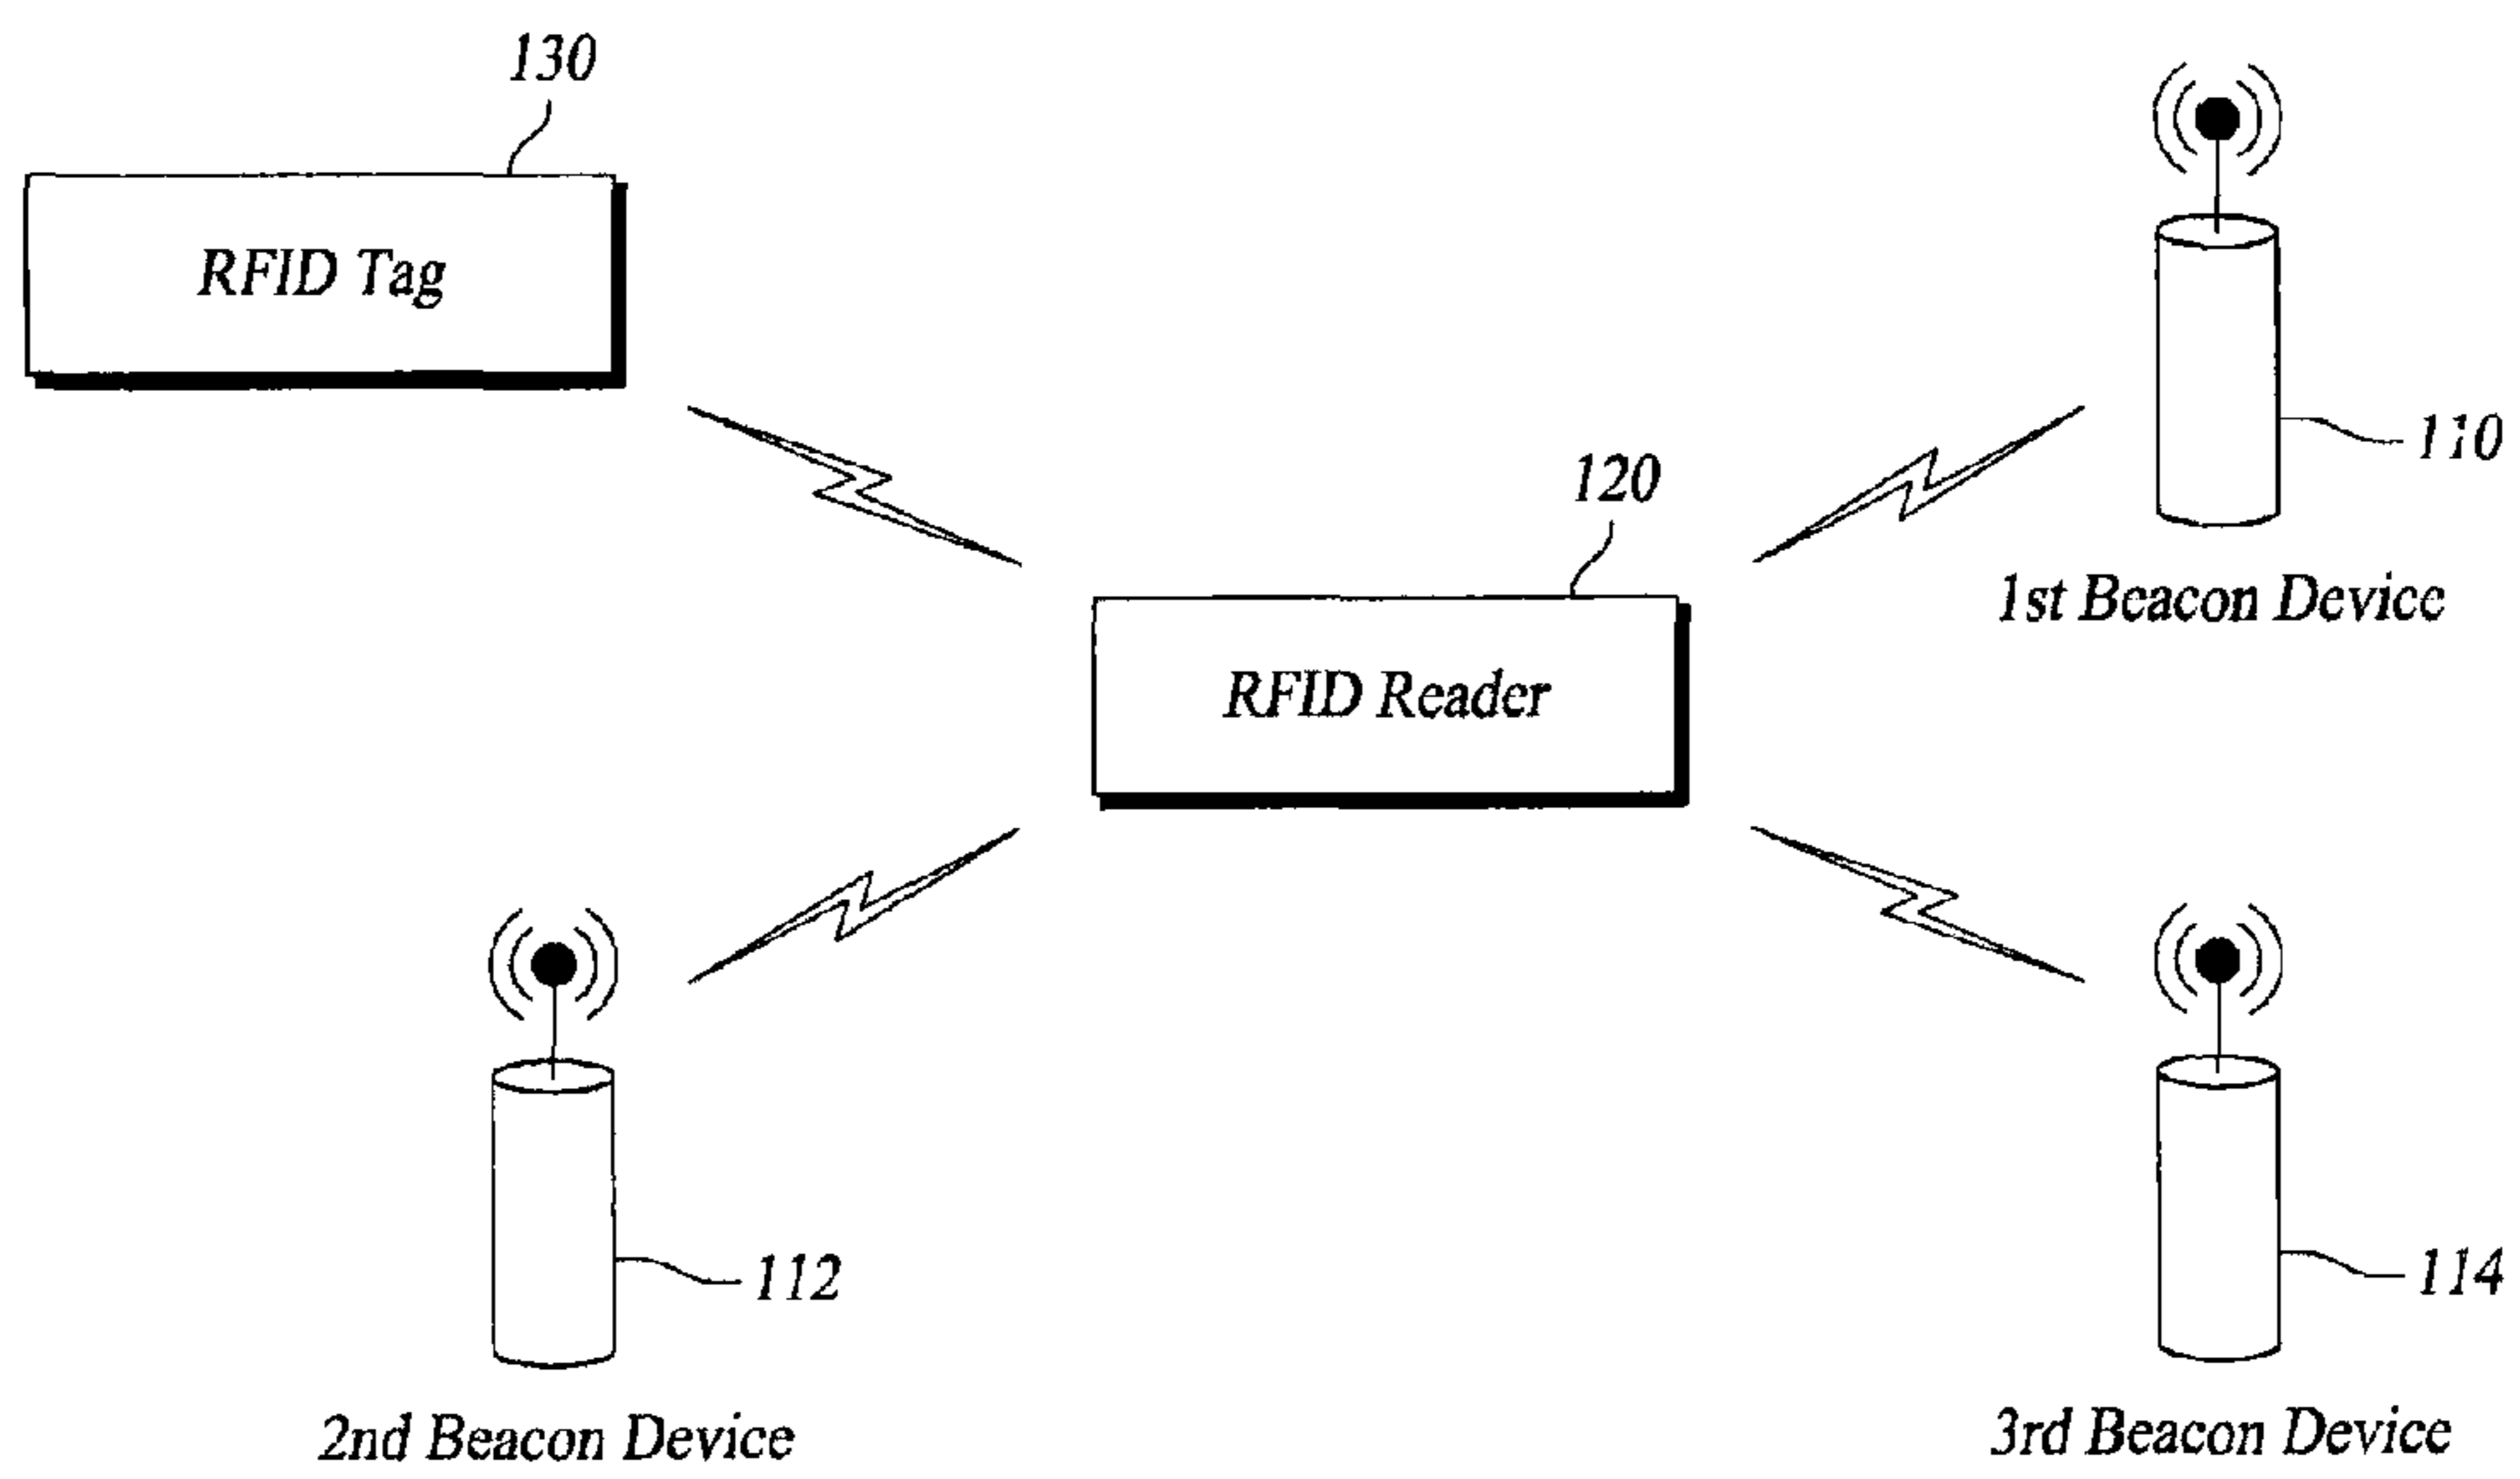 130
RFID Tag
110
120
1st Beacon Device
RFID Reader
112
114
2nd Beacon Device
3rd Beacon Device